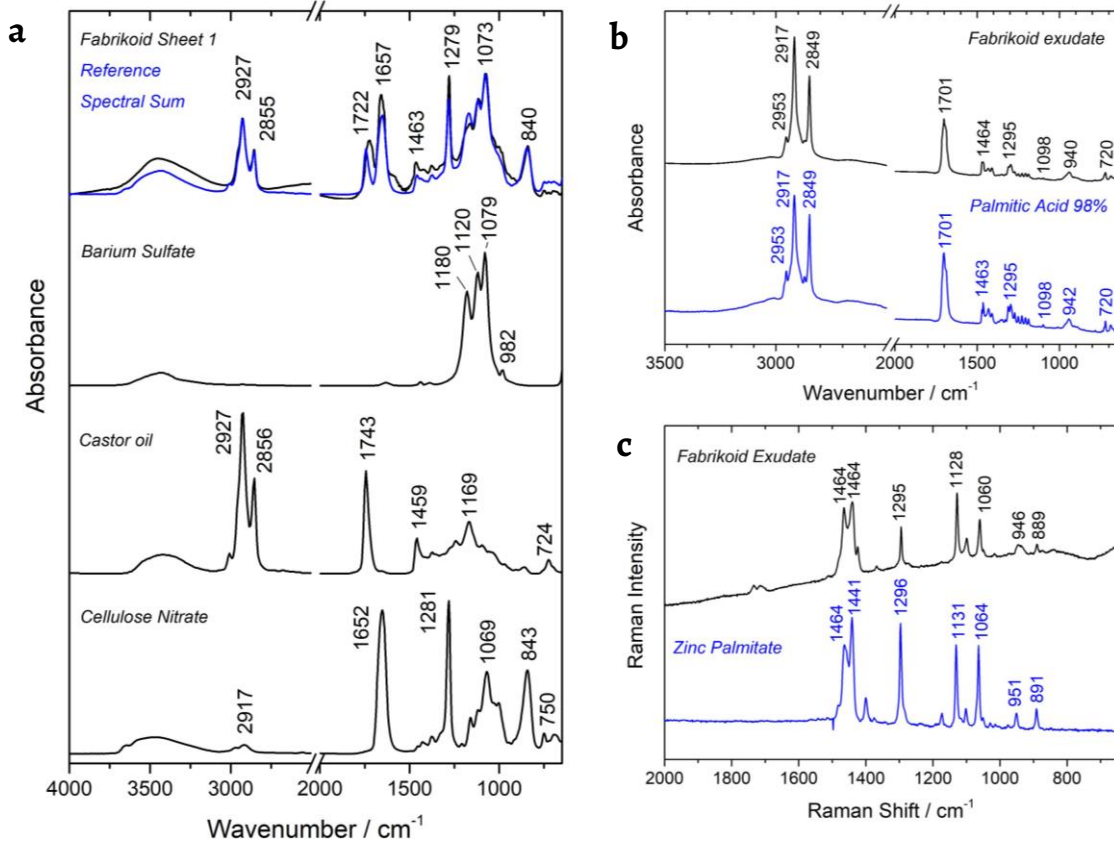 a
Fabrikoid Sheet 1
Reference
Spectral Sum
2927
2855
1722
1657
1463
1279
1073
840
Barium Sulfate
1180
1120
1079
982
Castor oil
2927
2856
1743
1459
1169
724
Cellulose Nitrate
2917
1652
1281
1069
843
750
Absorbance
4000 3500 3000 2000 1500 1000
Wavenumber / cm-1
b
Fabrikoid exudate
2953
2917
2849
1701
1464
1295
1098
940
720
Palmitic Acid 98%
2953
2917
2849
1701
1463
1295
1098
942
720
Absorbance
3500 3000 2000 1500 1000
Wavenumber / cm-1
c
Fabrikoid Exudate
1464
1464
1295
1128
1060
946
889
Zinc Palmitate
1464
1441
1296
1131
1064
951
891
Raman Intensity
2000 1800 1600 1400 1200 1000 800
Raman Shift / cm-1